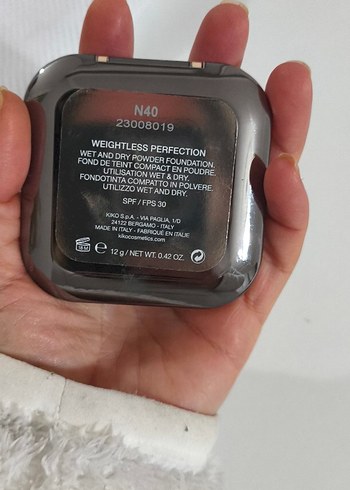 N40
23008019
WEIGHTLESS PERFECTION
WET AND DRY POWDER FOUNDATION.
FOND DE TEINT COMPACT EN POUDRE.
UTILISATION WET & DRY.
FONDOTINTA COMPATTO IN POLVERE.
UTILIZZO WET AND DRY.
SPF / FPS 30
KIKO S.p.A. - VIA PAGLIA, 1/D
24122 BERGAMO - ITALY
MADE IN ITALY - FABRIQUÉ EN ITALIE
kikocosmetics.com
℮ 12 g / NET WT. 0.42 OZ.